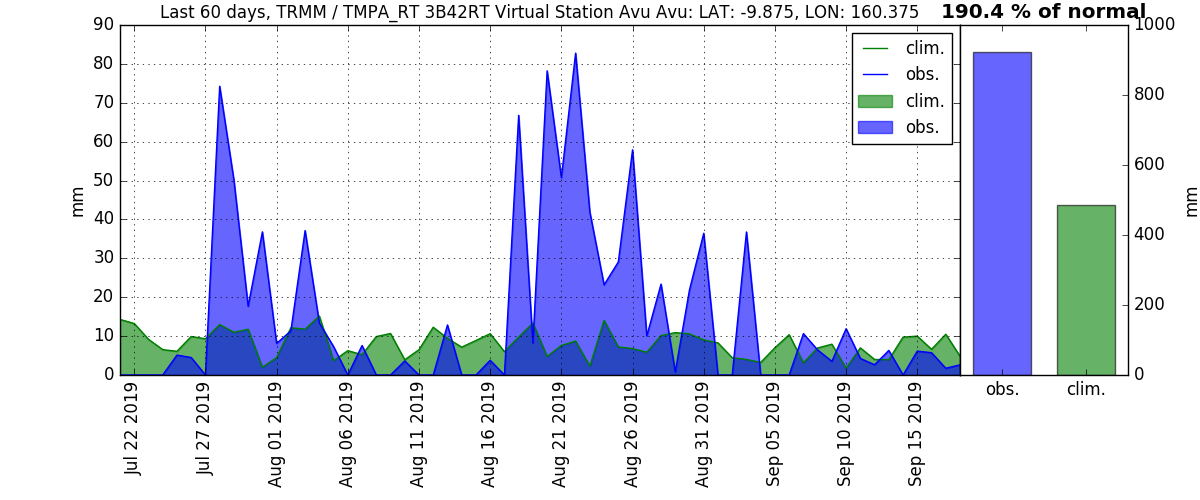 Last 60 days, TRMM / TMPA_RT 3B42RT Virtual Station Avu Avu: LAT: -9.875, LON: 160.375
190.4 % of normal
90
80
70
60
50
40
30
20
10
0
mm
clim.
obs.
clim.
obs.
Jul 22 2019
Jul 27 2019
Aug 01 2019
Aug 06 2019
Aug 11 2019
Aug 16 2019
Aug 21 2019
Aug 26 2019
Aug 31 2019
Sep 05 2019
Sep 10 2019
Sep 15 2019
1000
800
600
400
200
0
mm
obs.
clim.